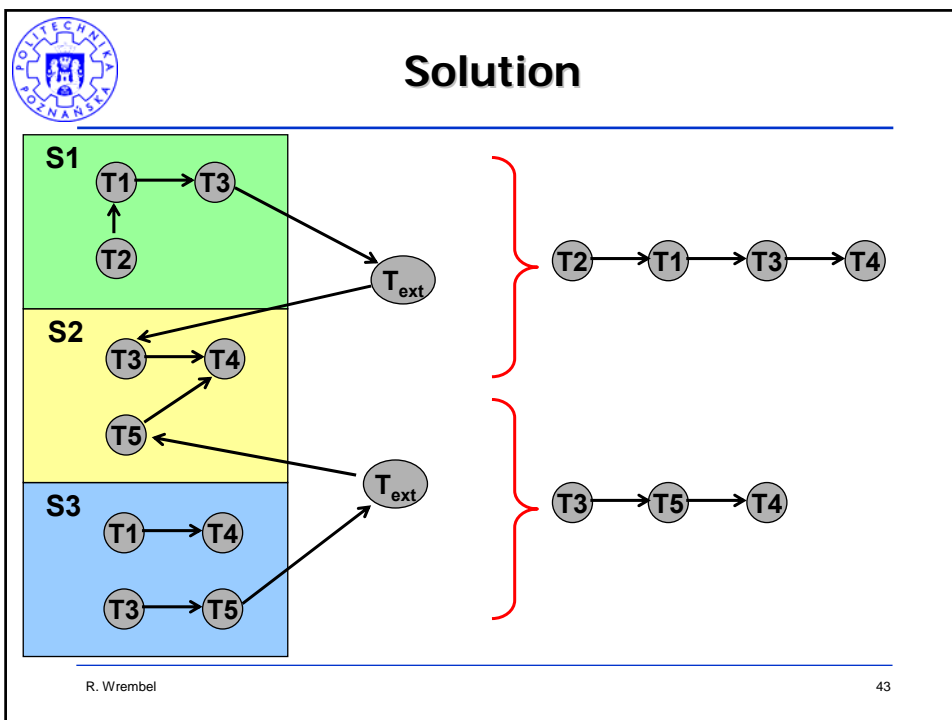 POLITECHNIKA POZNAŃSKA
Solution
S1
T1 T3
T2
Text
T2 T1 T3 T4
S2
T3 T4
T5
Text
T3 T5 T4
S3
T1 T4
T3 T5
R. Wrembel 43